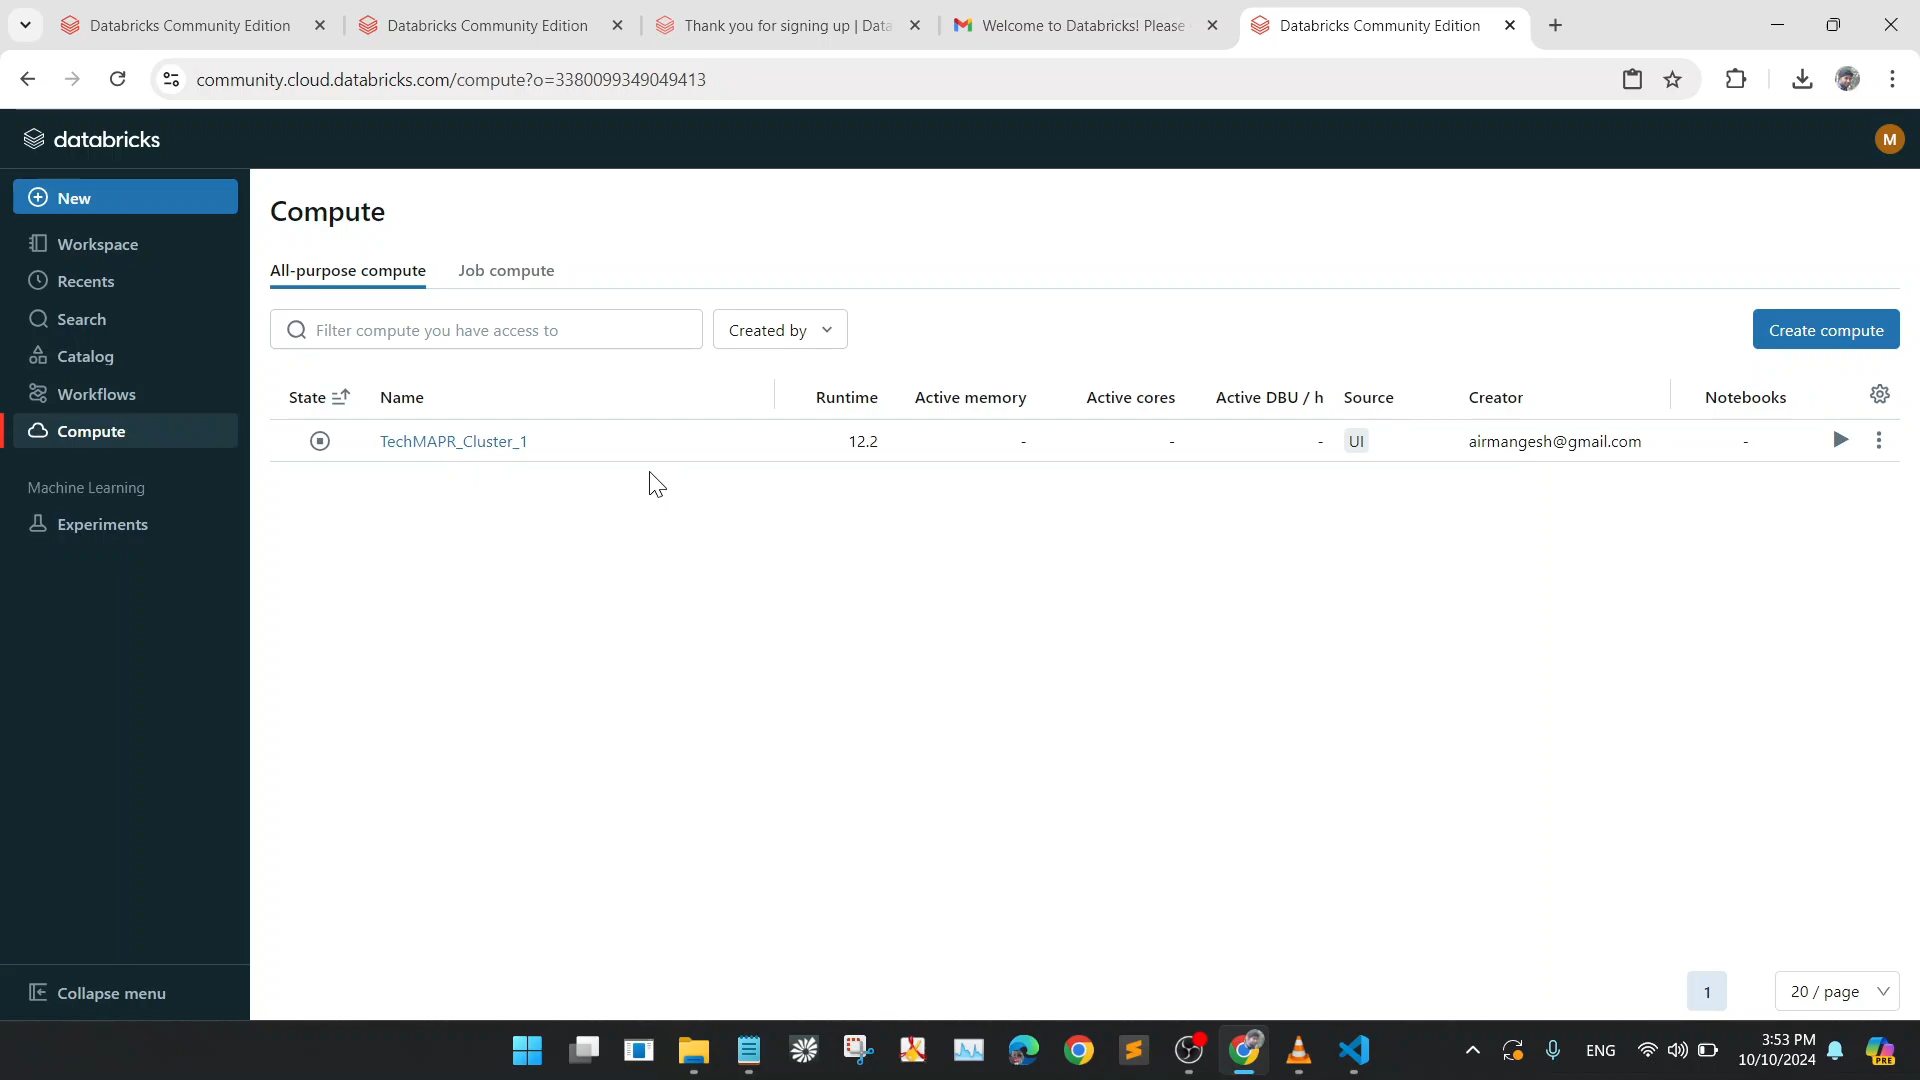 Databricks Community Edition
Databricks Community Edition
Thank you for signing up | Data
Welcome to Databricks! Please
Databricks Community Edition
community.cloud.databricks.com/compute?o=3380099349049413
databricks
M
New
Workspace
Recents
Search
Catalog
Workflows
Compute
Machine Learning
Experiments
Collapse menu
Compute
All-purpose compute Job compute
Filter compute you have access to
Created by
Create compute
State Name Runtime Active memory Active cores Active DBU / h Source Creator Notebooks
TechMAPR_Cluster_1 12.2 - - - UI airmangesh@gmail.com -
1
20 / page
ENG
3:53 PM
10/10/2024
PRE